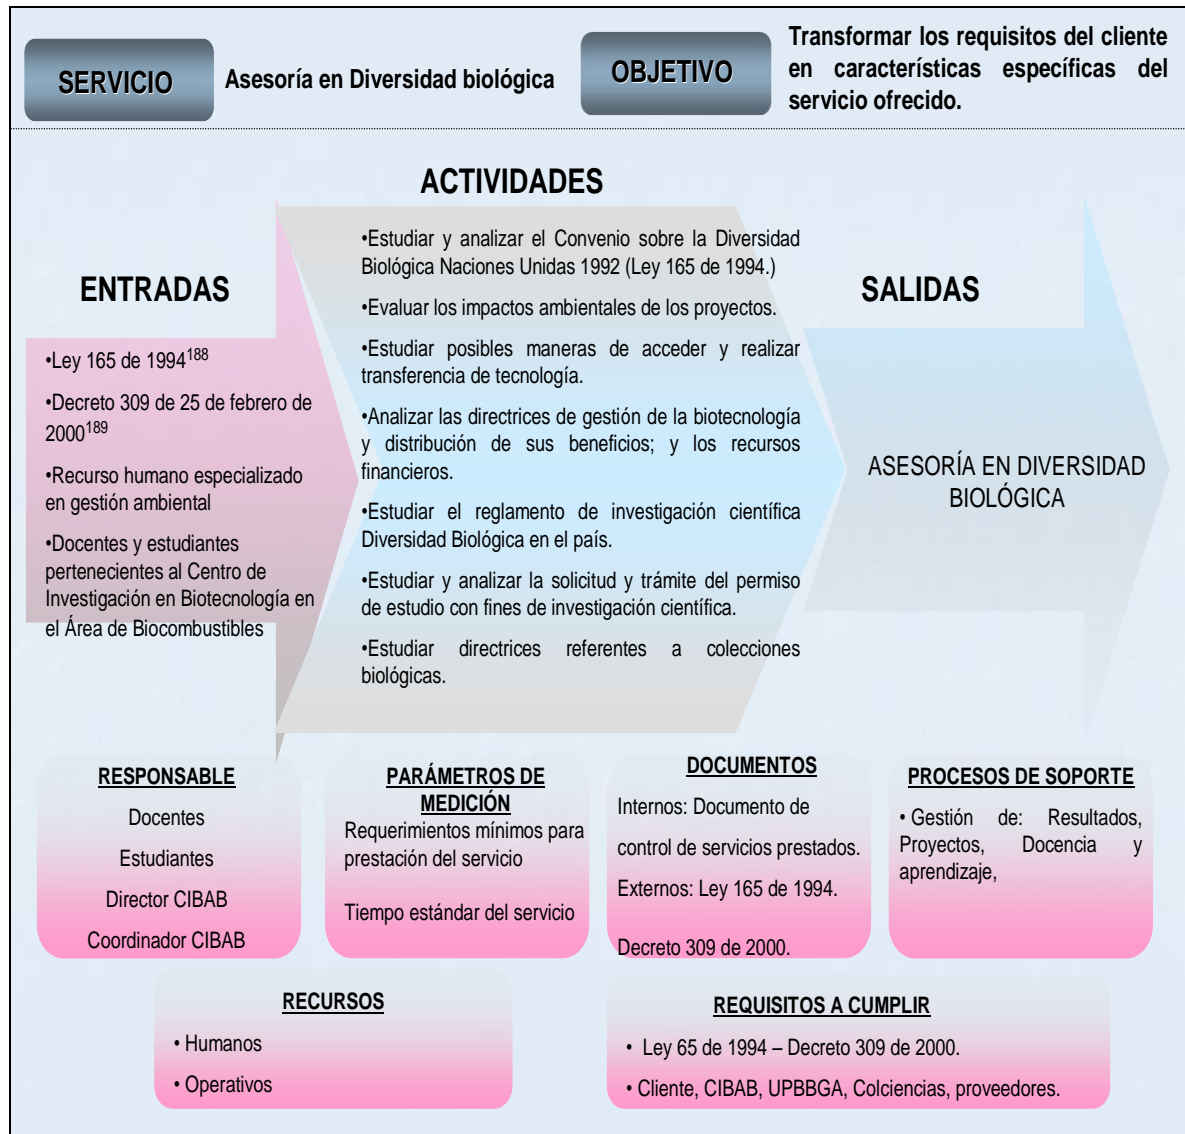 SERVICIO
Asesoría en Diversidad biológica
OBJETIVO
Transformar los requisitos del cliente
en características específicas del
servicio ofrecido.
ACTIVIDADES
ENTRADAS
•Ley 165 de 1994188
•Decreto 309 de 25 de febrero de
2000189
•Recurso humano especializado
en gestión ambiental
•Docentes y estudiantes
pertenecientes al Centro de
Investigación en Biotecnología en
el Área de Biocombustibles
•Estudiar y analizar el Convenio sobre la Diversidad
Biológica Naciones Unidas 1992 (Ley 165 de 1994.)
•Evaluar los impactos ambientales de los proyectos.
•Estudiar posibles maneras de acceder y realizar
transferencia de tecnología.
•Analizar las directrices de gestión de la biotecnología
y distribución de sus beneficios; y los recursos
financieros.
•Estudiar el reglamento de investigación científica
Diversidad Biológica en el país.
•Estudiar y analizar la solicitud y trámite del permiso
de estudio con fines de investigación científica.
•Estudiar directrices referentes a colecciones
biológicas.
SALIDAS
ASESORÍA EN DIVERSIDAD
BIOLÓGICA
RESPONSABLE
Docentes
Estudiantes
Director CIBAB
Coordinador CIBAB
PARÁMETROS DE
MEDICIÓN
Requerimientos mínimos para
prestación del servicio
Tiempo estándar del servicio
DOCUMENTOS
Internos: Documento de
control de servicios prestados.
Externos: Ley 165 de 1994.
Decreto 309 de 2000.
PROCESOS DE SOPORTE
• Gestión de: Resultados,
Proyectos, Docencia y
aprendizaje,
RECURSOS
• Humanos
• Operativos
REQUISITOS A CUMPLIR
• Ley 65 de 1994 – Decreto 309 de 2000.
• Cliente, CIBAB, UPBBGA, Colciencias, proveedores.